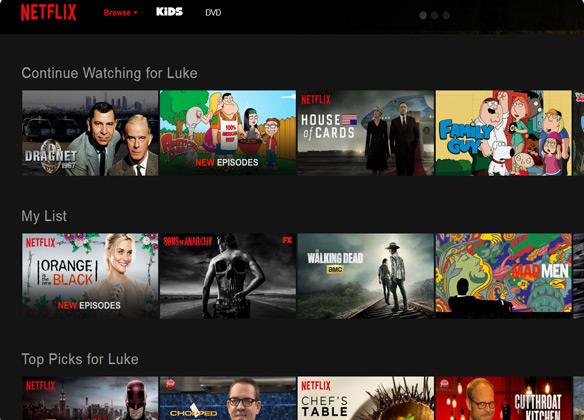 NETFLIX
Browse
KIDS
DVD
Continue Watching for Luke
DRAGNET
1967
100%
NEW EPISODES
NETFLIX
HOUSE
of CARDS
FAMILY
GUY
My List
NETFLIX
ORANGE
IS THE NEW
BLACK
NEW EPISODES
SONS OF ANARCHY
FX
THE
WALKING DEAD
AMC
MAD MEN
Top Picks for Luke
NETFLIX
CHOPPED
NETFLIX
CHEF'S
TABLE
CUTTHROAT
KITCHEN